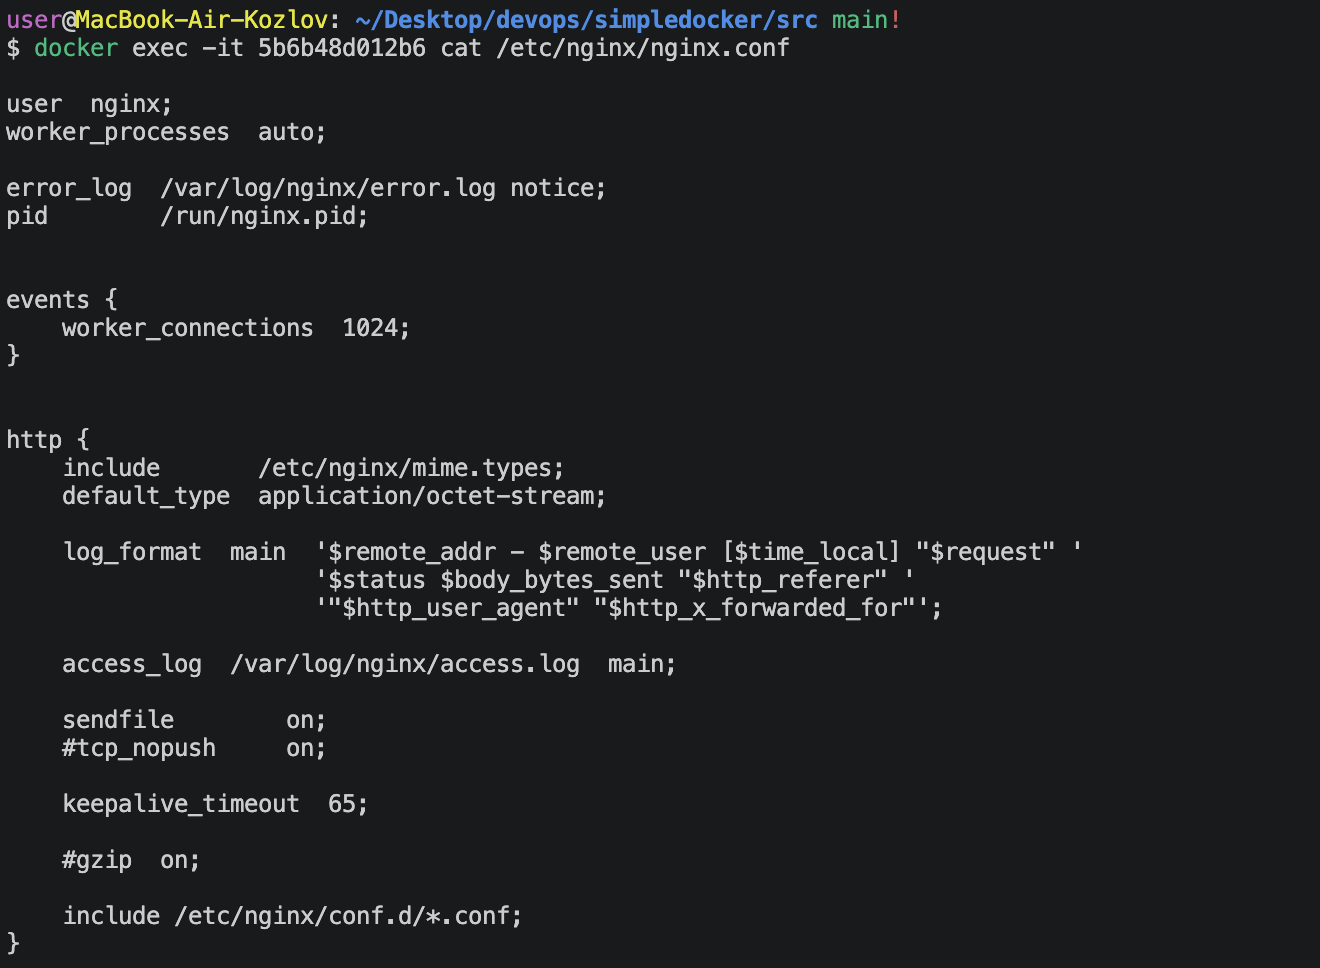 user@MacBook-Air-Kozlov: ~/Desktop/devops/simpledocker/src main!
$ docker exec -it 5b6b48d012b6 cat /etc/nginx/nginx.conf

user  nginx;
worker_processes  auto;

error_log  /var/log/nginx/error.log notice;
pid        /run/nginx.pid;


events {
    worker_connections  1024;
}


http {
    include       /etc/nginx/mime.types;
    default_type  application/octet-stream;

    log_format  main  '$remote_addr - $remote_user [$time_local] "$request" '
                      '$status $body_bytes_sent "$http_referer" '
                      '"$http_user_agent" "$http_x_forwarded_for"';

    access_log  /var/log/nginx/access.log  main;

    sendfile        on;
    #tcp_nopush     on;

    keepalive_timeout  65;

    #gzip  on;

    include /etc/nginx/conf.d/*.conf;
}